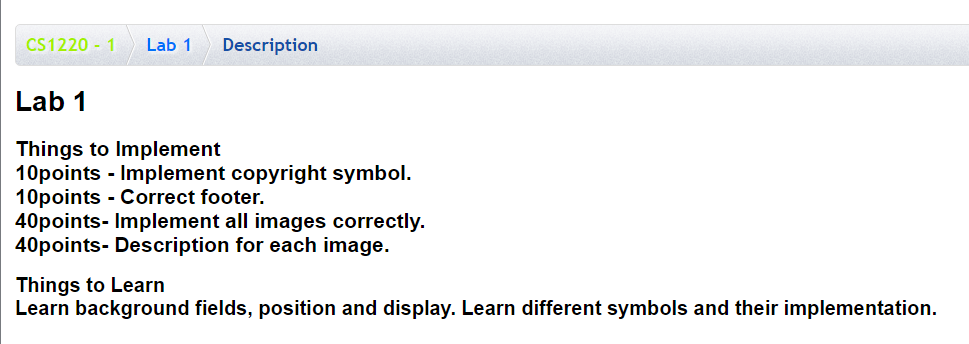 CS1220 - 1 Lab 1 Description
Lab 1
Things to Implement
10points - Implement copyright symbol.
10points - Correct footer.
40points- Implement all images correctly.
40points- Description for each image.
Things to Learn
Learn background fields, position and display. Learn different symbols and their implementation.